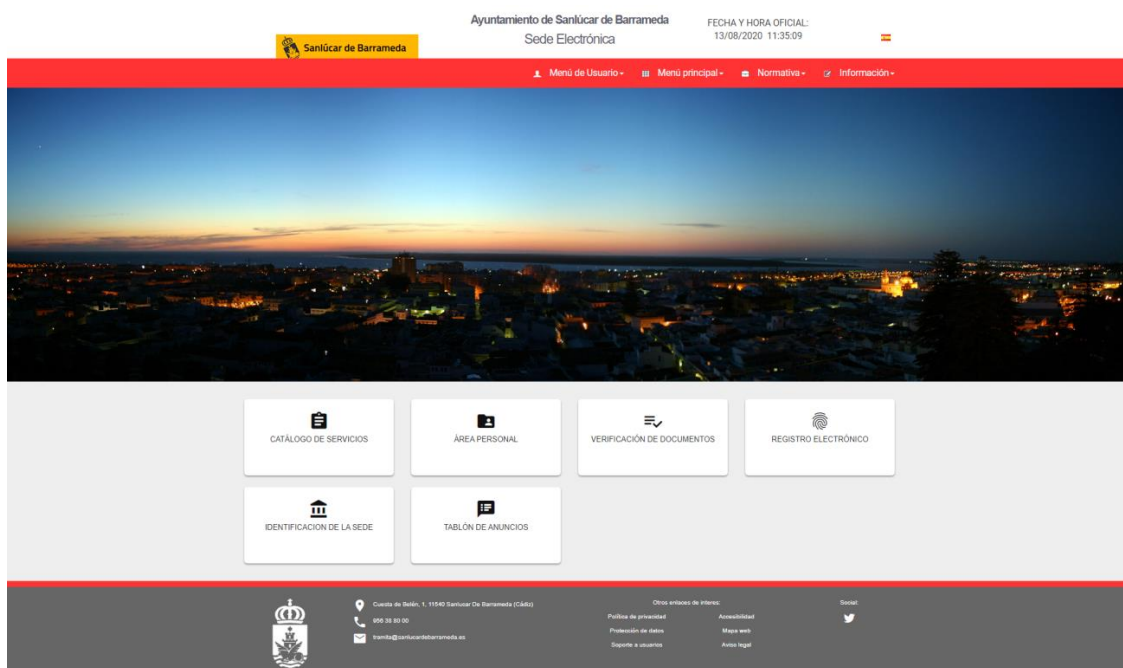 Sanlúcar de Barrameda
Ayuntamiento de Sanlúcar de Barrameda
Sede Electrónica
FECHA Y HORA OFICIAL:
13/08/2020 11:35:09
Menú de Usuario
Menú principal
Normativa
Información
CATÁLOGO DE SERVICIOS
ÁREA PERSONAL
VERIFICACIÓN DE DOCUMENTOS
REGISTRO ELECTRÓNICO
IDENTIFICACION DE LA SEDE
TABLÓN DE ANUNCIOS
Cuesta de Belén, 1, 11540 Sanlucar De Barrameda (Cádiz)
956 38 80 00
tramita@sanlucardebarrameda.es
Otros enlaces de interes:
Política de privacidad
Accesibilidad
Protección de datos
Mapa web
Soporte a usuarios
Aviso legal
Social: